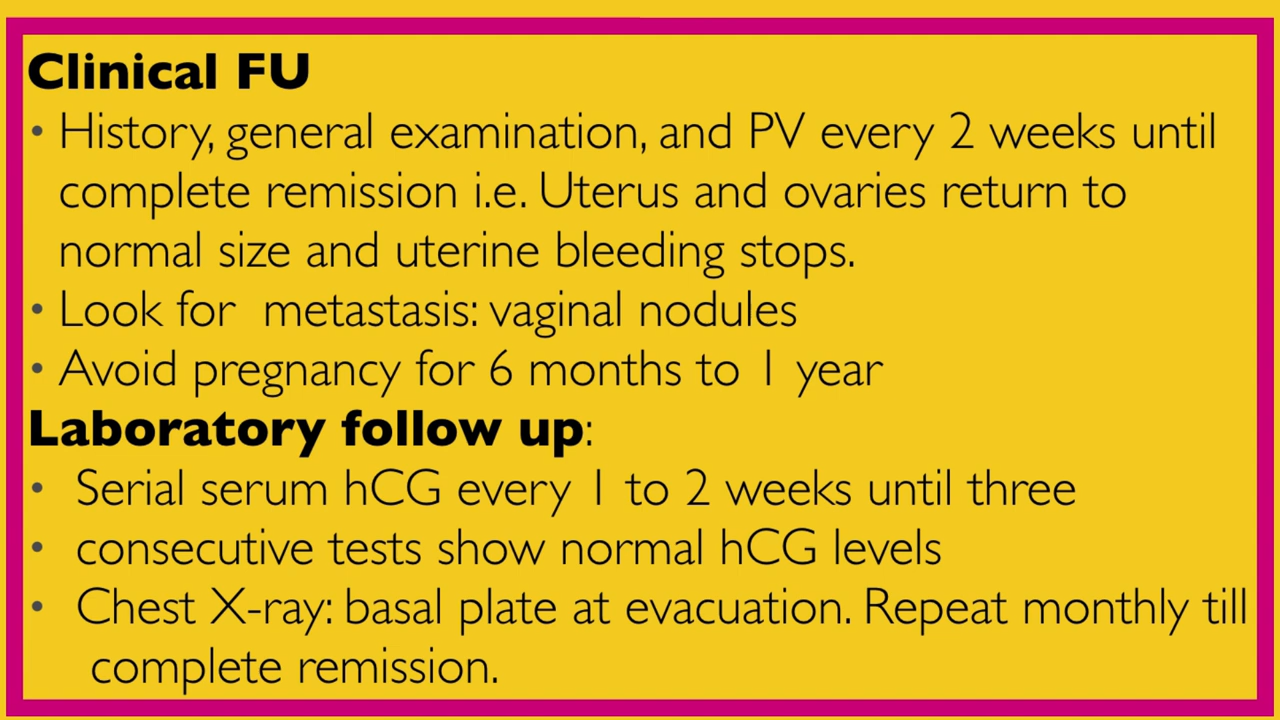 Clinical FU
• History, general examination, and PV every 2 weeks until
complete remission i.e. Uterus and ovaries return to
normal size and uterine bleeding stops.
• Look for  metastasis: vaginal nodules
• Avoid pregnancy for 6 months to 1 year
Laboratory follow up:
• Serial serum hCG every 1 to 2 weeks until three
• consecutive tests show normal hCG levels
• Chest X-ray: basal plate at evacuation. Repeat monthly till
complete remission.